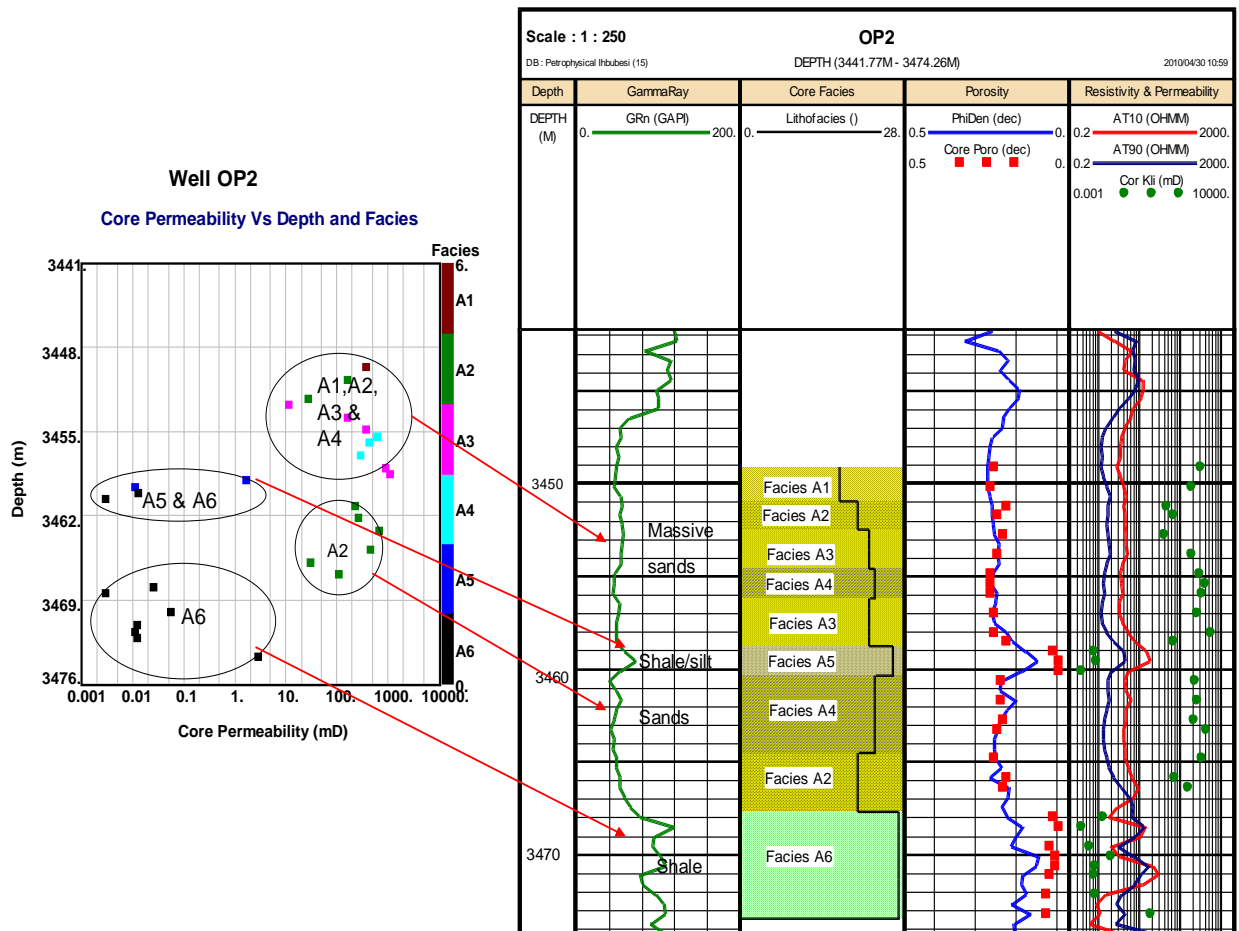 Well OP2
Core Permeability Vs Depth and Facies
Facies
6.
A1
A2
A3
A4
A5
A6
0.
Depth (m)
3441.
3448
3455
3462
3469
3476
A1,A2,
A3 &
A4
A5 & A6
A2
A6
0.001 0.01 0.1 1. 10. 100. 1000. 10000.
Core Permeability (mD)
Scale : 1 : 250
OP2
DB : Petrophysical Ihbubesi (15)
DEPTH (3441.77M - 3474.26M)
2010/04/30 10:59
Depth GammaRay Core Facies Porosity Resistivity & Permeability
DEPTH
(M)
0. GRn (GAPI) 200.
0. Lithofacies () 28.
0.5 PhiDen (dec) 0.
0.5 Core Poro (dec) 0.
0.2 AT10 (OHMM) 2000.
0.2 AT90 (OHMM) 2000.
0.001 Cor Kli (mD) 10000.
3450
3460
3470
Massive
sands
Shale/silt
Sands
Shale
Facies A1
Facies A2
Facies A3
Facies A4
Facies A3
Facies A5
Facies A4
Facies A2
Facies A6